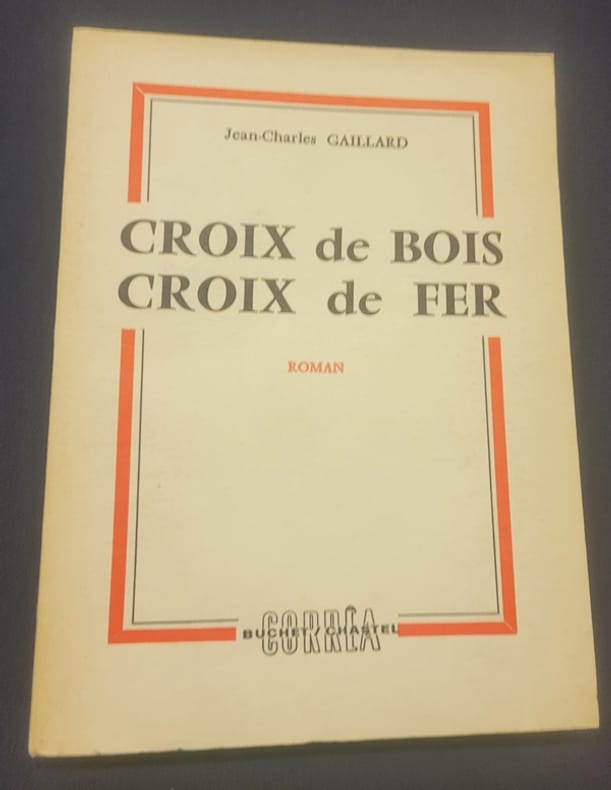 Jean-Charles GAILLARD
CROIX de BOIS
CROIX de FER
ROMAN
CORRÊA
BUCHET/CHASTEL